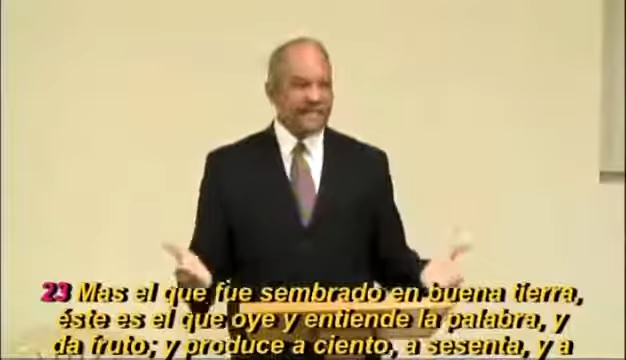 23 Mas el que fue sembrado en buena tierra,
éste es el que oye y entiende la palabra, y
da fruto; y produce a ciento, a sesenta, y a